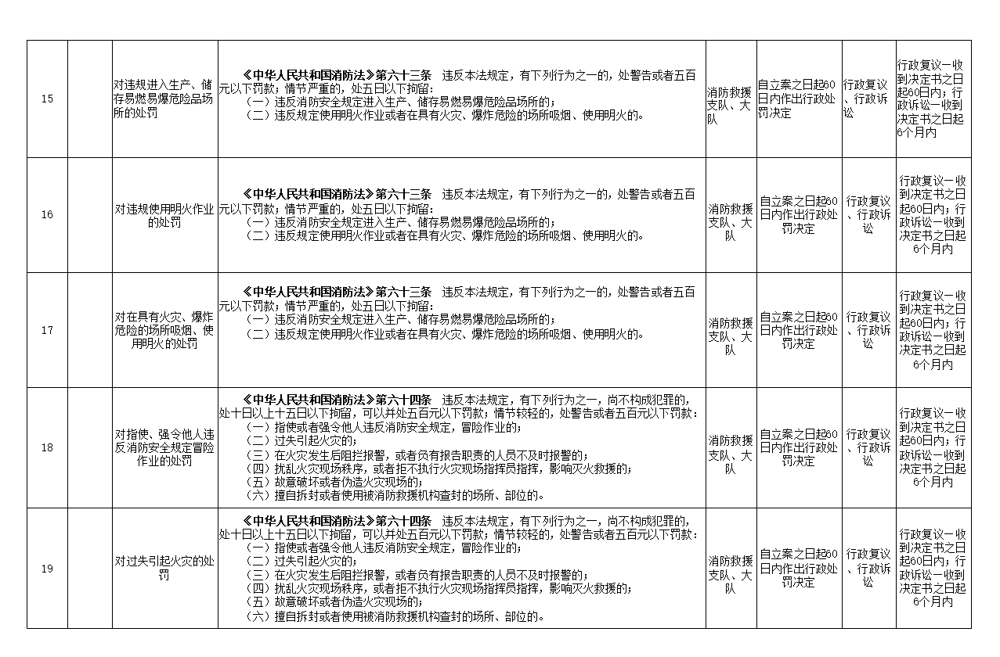 15
对违规进入生产、储
存易燃易爆危险品场
所的处罚
《中华人民共和国消防法》第六十三条　违反本法规定，有下列行为之一的，处警告或者五百
元以下罚款；情节严重的，处五日以下拘留：
（一）违反消防安全规定进入生产、储存易燃易爆危险品场所的；
（二）违反规定使用明火作业或者在具有火灾、爆炸危险的场所吸烟、使用明火的。
消防救援
支队、大
队
自立案之日起60
日内作出行政处
罚决定
行政复议
、行政诉
讼
行政复议—收
到决定书之日
起60日内；行
政诉讼—收到
决定书之日起
6个月内
16
对违规使用明火作业
的处罚
《中华人民共和国消防法》第六十三条　违反本法规定，有下列行为之一的，处警告或者五百
元以下罚款；情节严重的，处五日以下拘留：
（一）违反消防安全规定进入生产、储存易燃易爆危险品场所的；
（二）违反规定使用明火作业或者在具有火灾、爆炸危险的场所吸烟、使用明火的。
消防救援
支队、大
队
自立案之日起60
日内作出行政处
罚决定
行政复议
、行政诉
讼
行政复议—收
到决定书之日
起60日内；行
政诉讼—收到
决定书之日起
6个月内
17
对在具有火灾、爆炸
危险的场所吸烟、使
用明火的处罚
《中华人民共和国消防法》第六十三条　违反本法规定，有下列行为之一的，处警告或者五百
元以下罚款；情节严重的，处五日以下拘留：
（一）违反消防安全规定进入生产、储存易燃易爆危险品场所的；
（二）违反规定使用明火作业或者在具有火灾、爆炸危险的场所吸烟、使用明火的。
消防救援
支队、大
队
自立案之日起60
日内作出行政处
罚决定
行政复议
、行政诉
讼
行政复议—收
到决定书之日
起60日内；行
政诉讼—收到
决定书之日起
6个月内
18
对指使、强令他人违
反消防安全规定冒险
作业的处罚
《中华人民共和国消防法》第六十四条　违反本法规定，有下列行为之一，尚不构成犯罪的，
处十日以上十五日以下拘留，可以并处五百元以下罚款；情节较轻的，处警告或者五百元以下罚款：
（一）指使或者强令他人违反消防安全规定，冒险作业的；
（二）过失引起火灾的；
（三）在火灾发生后阻拦报警，或者负有报告职责的人员不及时报警的；
（四）扰乱火灾现场秩序，或者拒不执行火灾现场指挥员指挥，影响灭火救援的；
（五）故意破坏或者伪造火灾现场的；
（六）擅自拆封或者使用被消防救援机构查封的场所、部位的。
消防救援
支队、大
队
自立案之日起60
日内作出行政处
罚决定
行政复议
、行政诉
讼
行政复议—收
到决定书之日
起60日内；行
政诉讼—收到
决定书之日起
6个月内
19
对过失引起火灾的处
罚
《中华人民共和国消防法》第六十四条　违反本法规定，有下列行为之一，尚不构成犯罪的，
处十日以上十五日以下拘留，可以并处五百元以下罚款；情节较轻的，处警告或者五百元以下罚款：
（一）指使或者强令他人违反消防安全规定，冒险作业的；
（二）过失引起火灾的；
（三）在火灾发生后阻拦报警，或者负有报告职责的人员不及时报警的；
（四）扰乱火灾现场秩序，或者拒不执行火灾现场指挥员指挥，影响灭火救援的；
（五）故意破坏或者伪造火灾现场的；
（六）擅自拆封或者使用被消防救援机构查封的场所、部位的。
消防救援
支队、大
队
自立案之日起60
日内作出行政处
罚决定
行政复议
、行政诉
讼
行政复议—收
到决定书之日
起60日内；行
政诉讼—收到
决定书之日起
6个月内